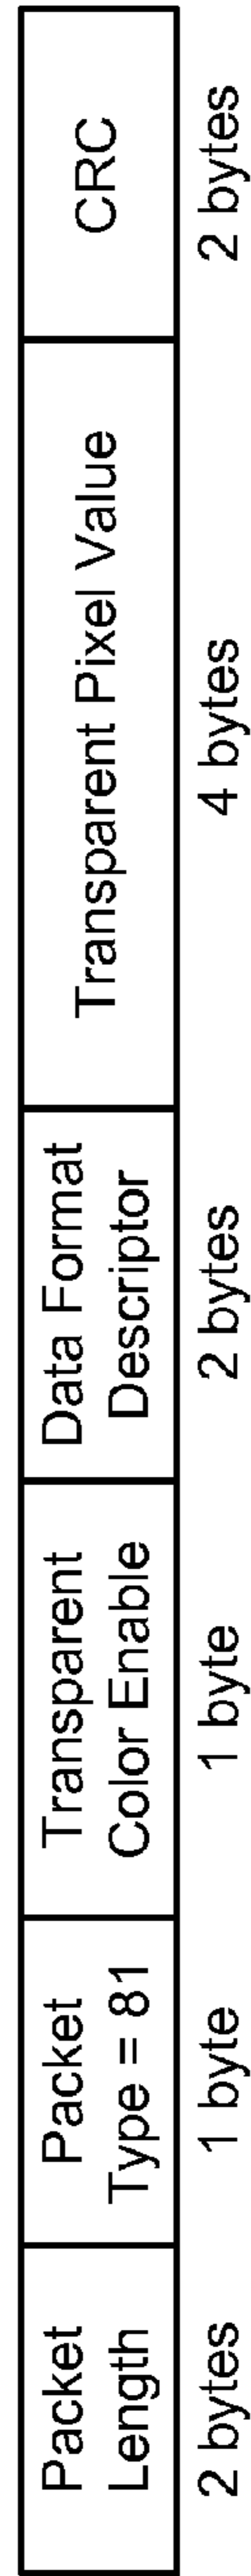 Packet
Length
Packet
Type = 81
Transparent
Color Enable
Data Format
Descriptor
Transparent Pixel Value
CRC
2 bytes
1 byte
1 byte
2 bytes
4 bytes
2 bytes